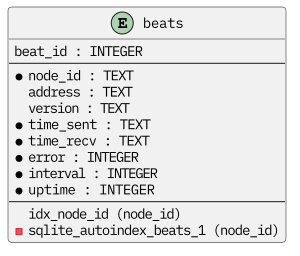 E beats
beat_id : INTEGER
node_id : TEXT
address : TEXT
version : TEXT
time_sent : TEXT
time_recv : TEXT
error : INTEGER
interval : INTEGER
uptime : INTEGER
idx_node_id (node_id)
sqlite_autoindex_beats_1 (node_id)